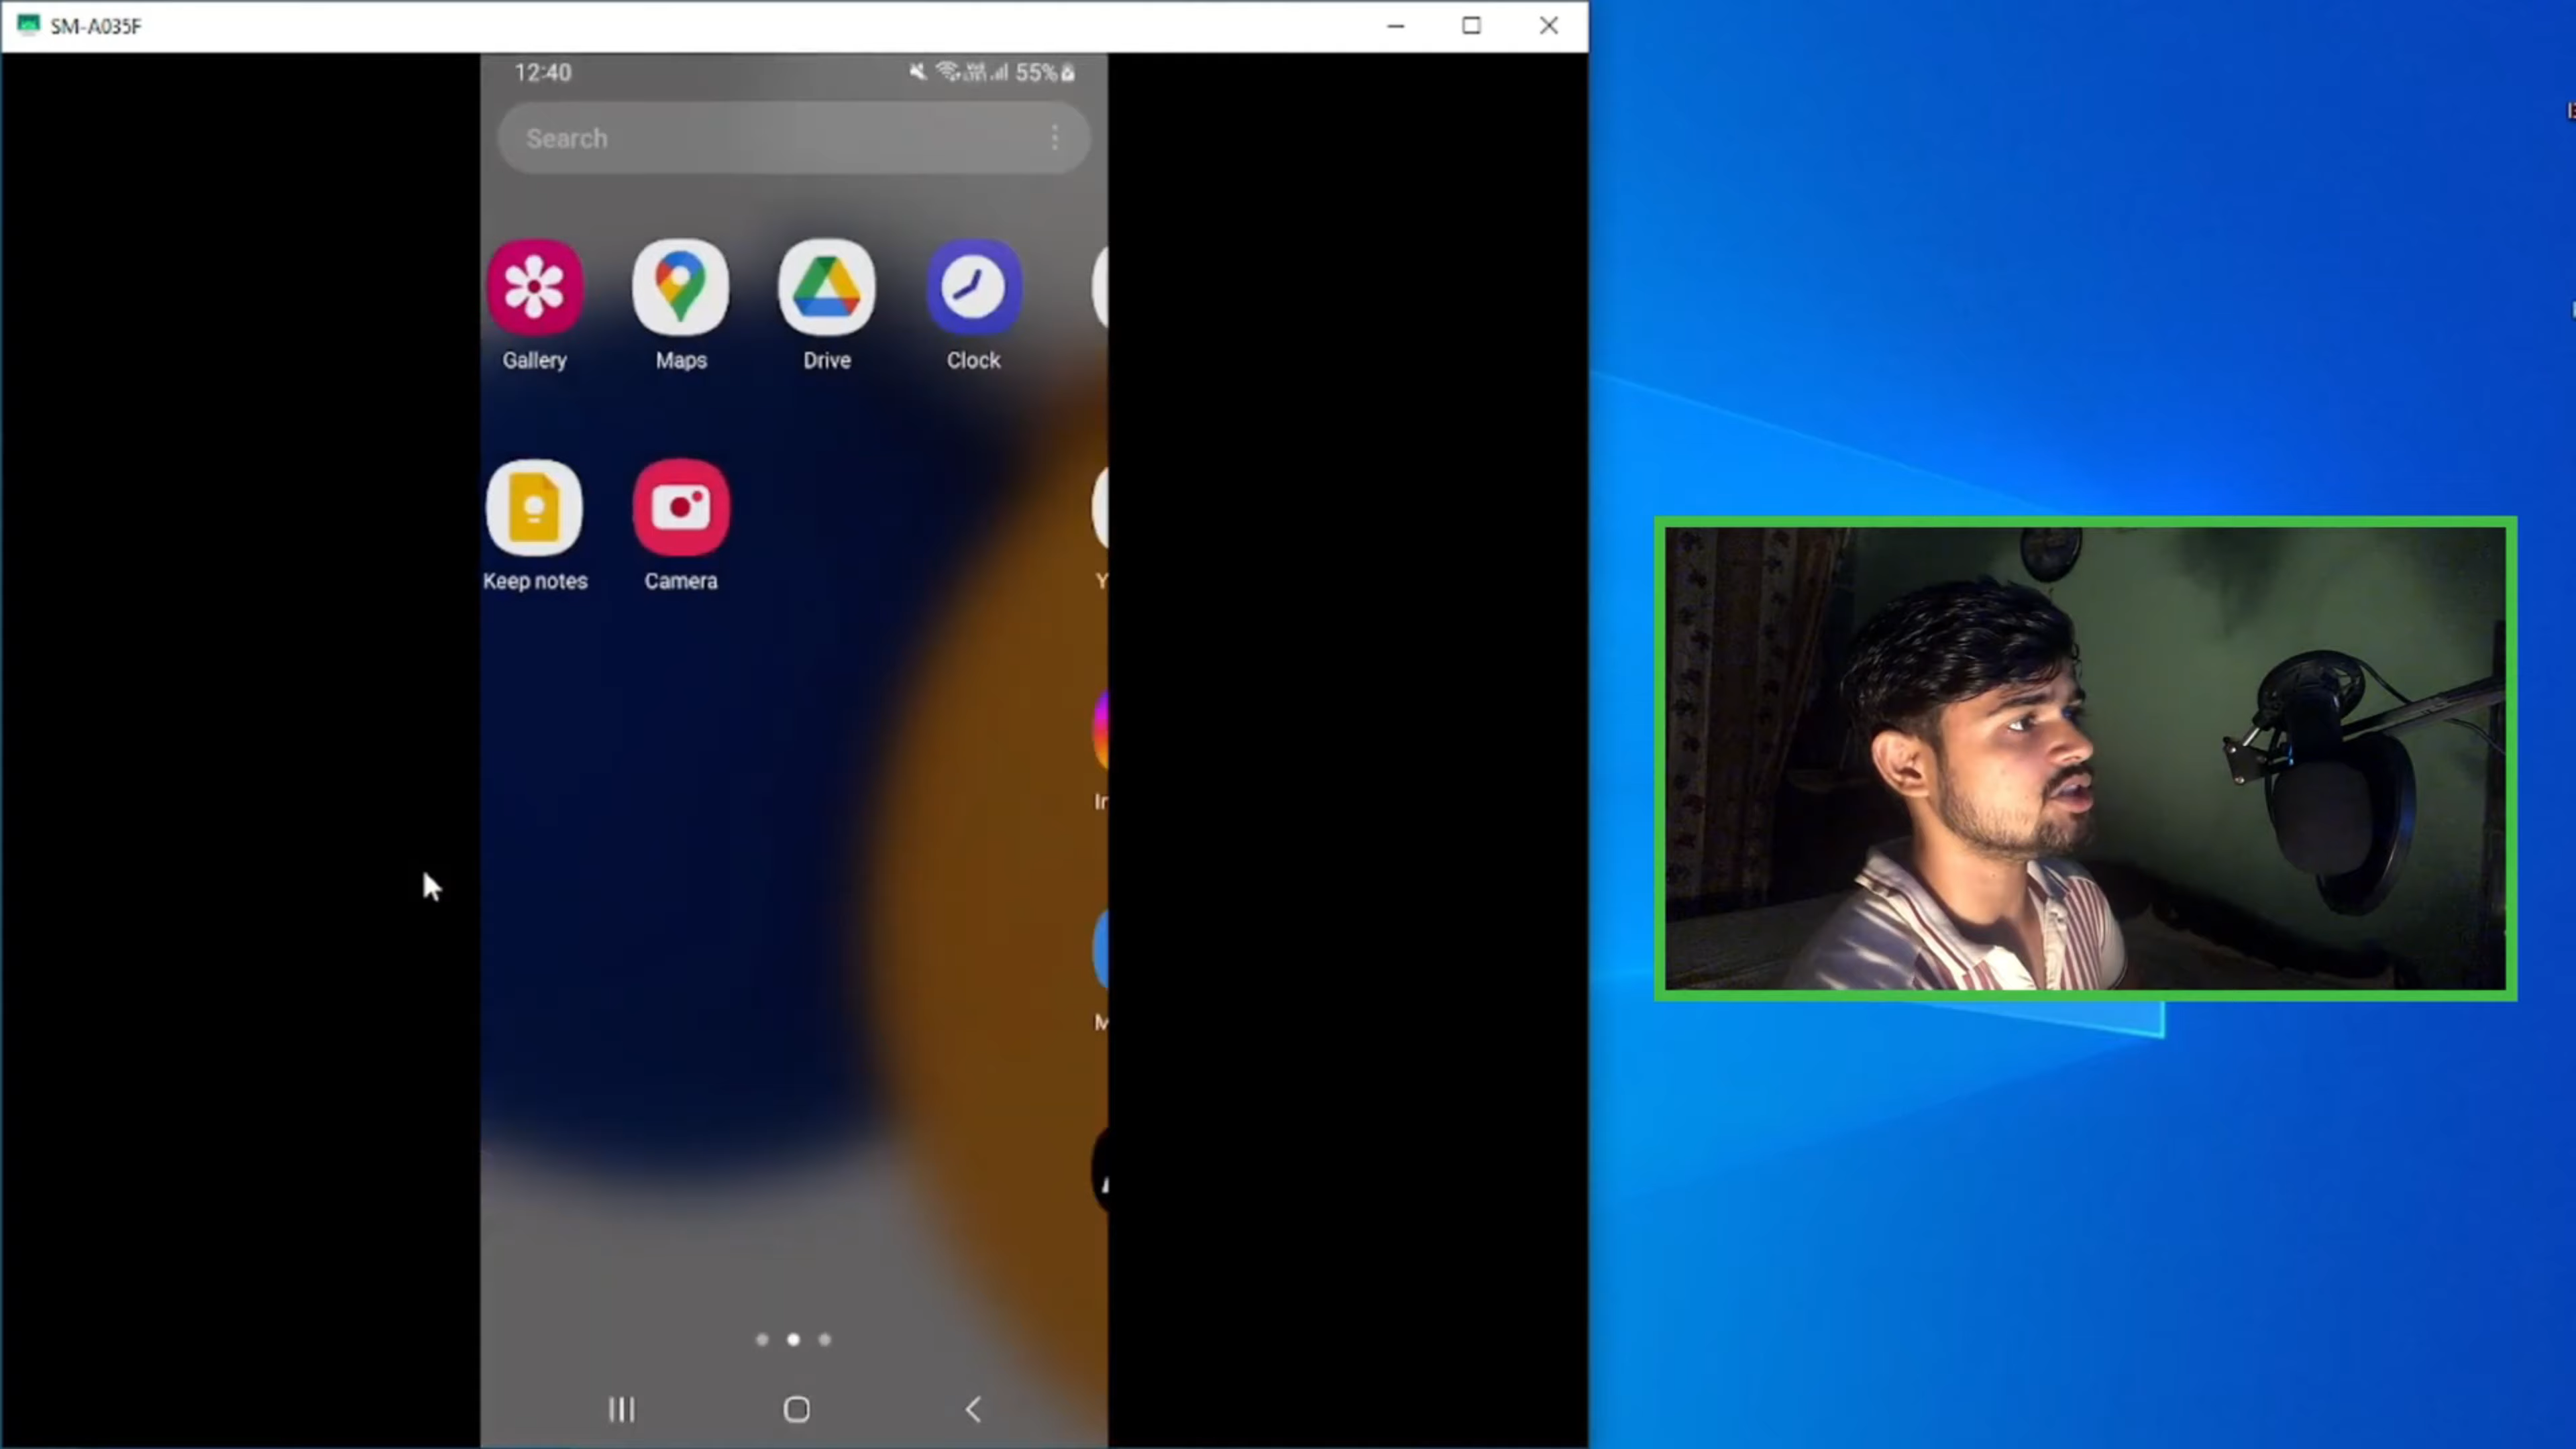 SM-A035F
12:40
55%
Search
Gallery Maps Drive Clock
Keep notes Camera Y
M